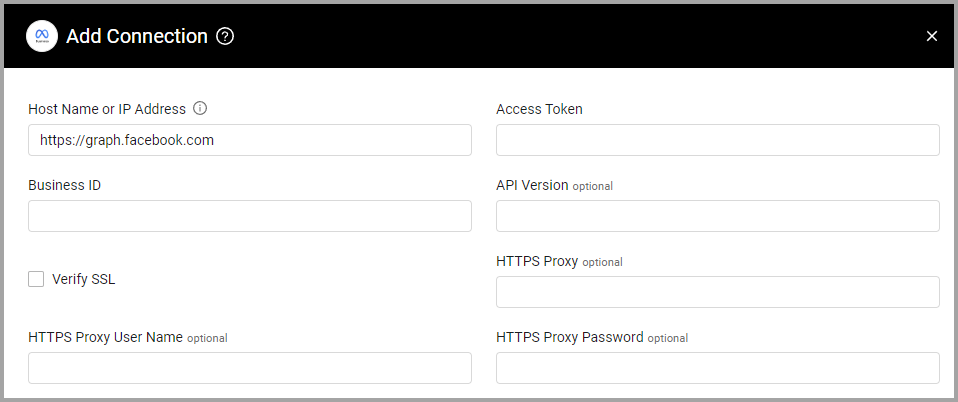 Add Connection ?
Host Name or IP Address
Access Token
https://graph.facebook.com
Business ID
API Version optional
Verify SSL
HTTPS Proxy optional
HTTPS Proxy User Name optional
HTTPS Proxy Password optional